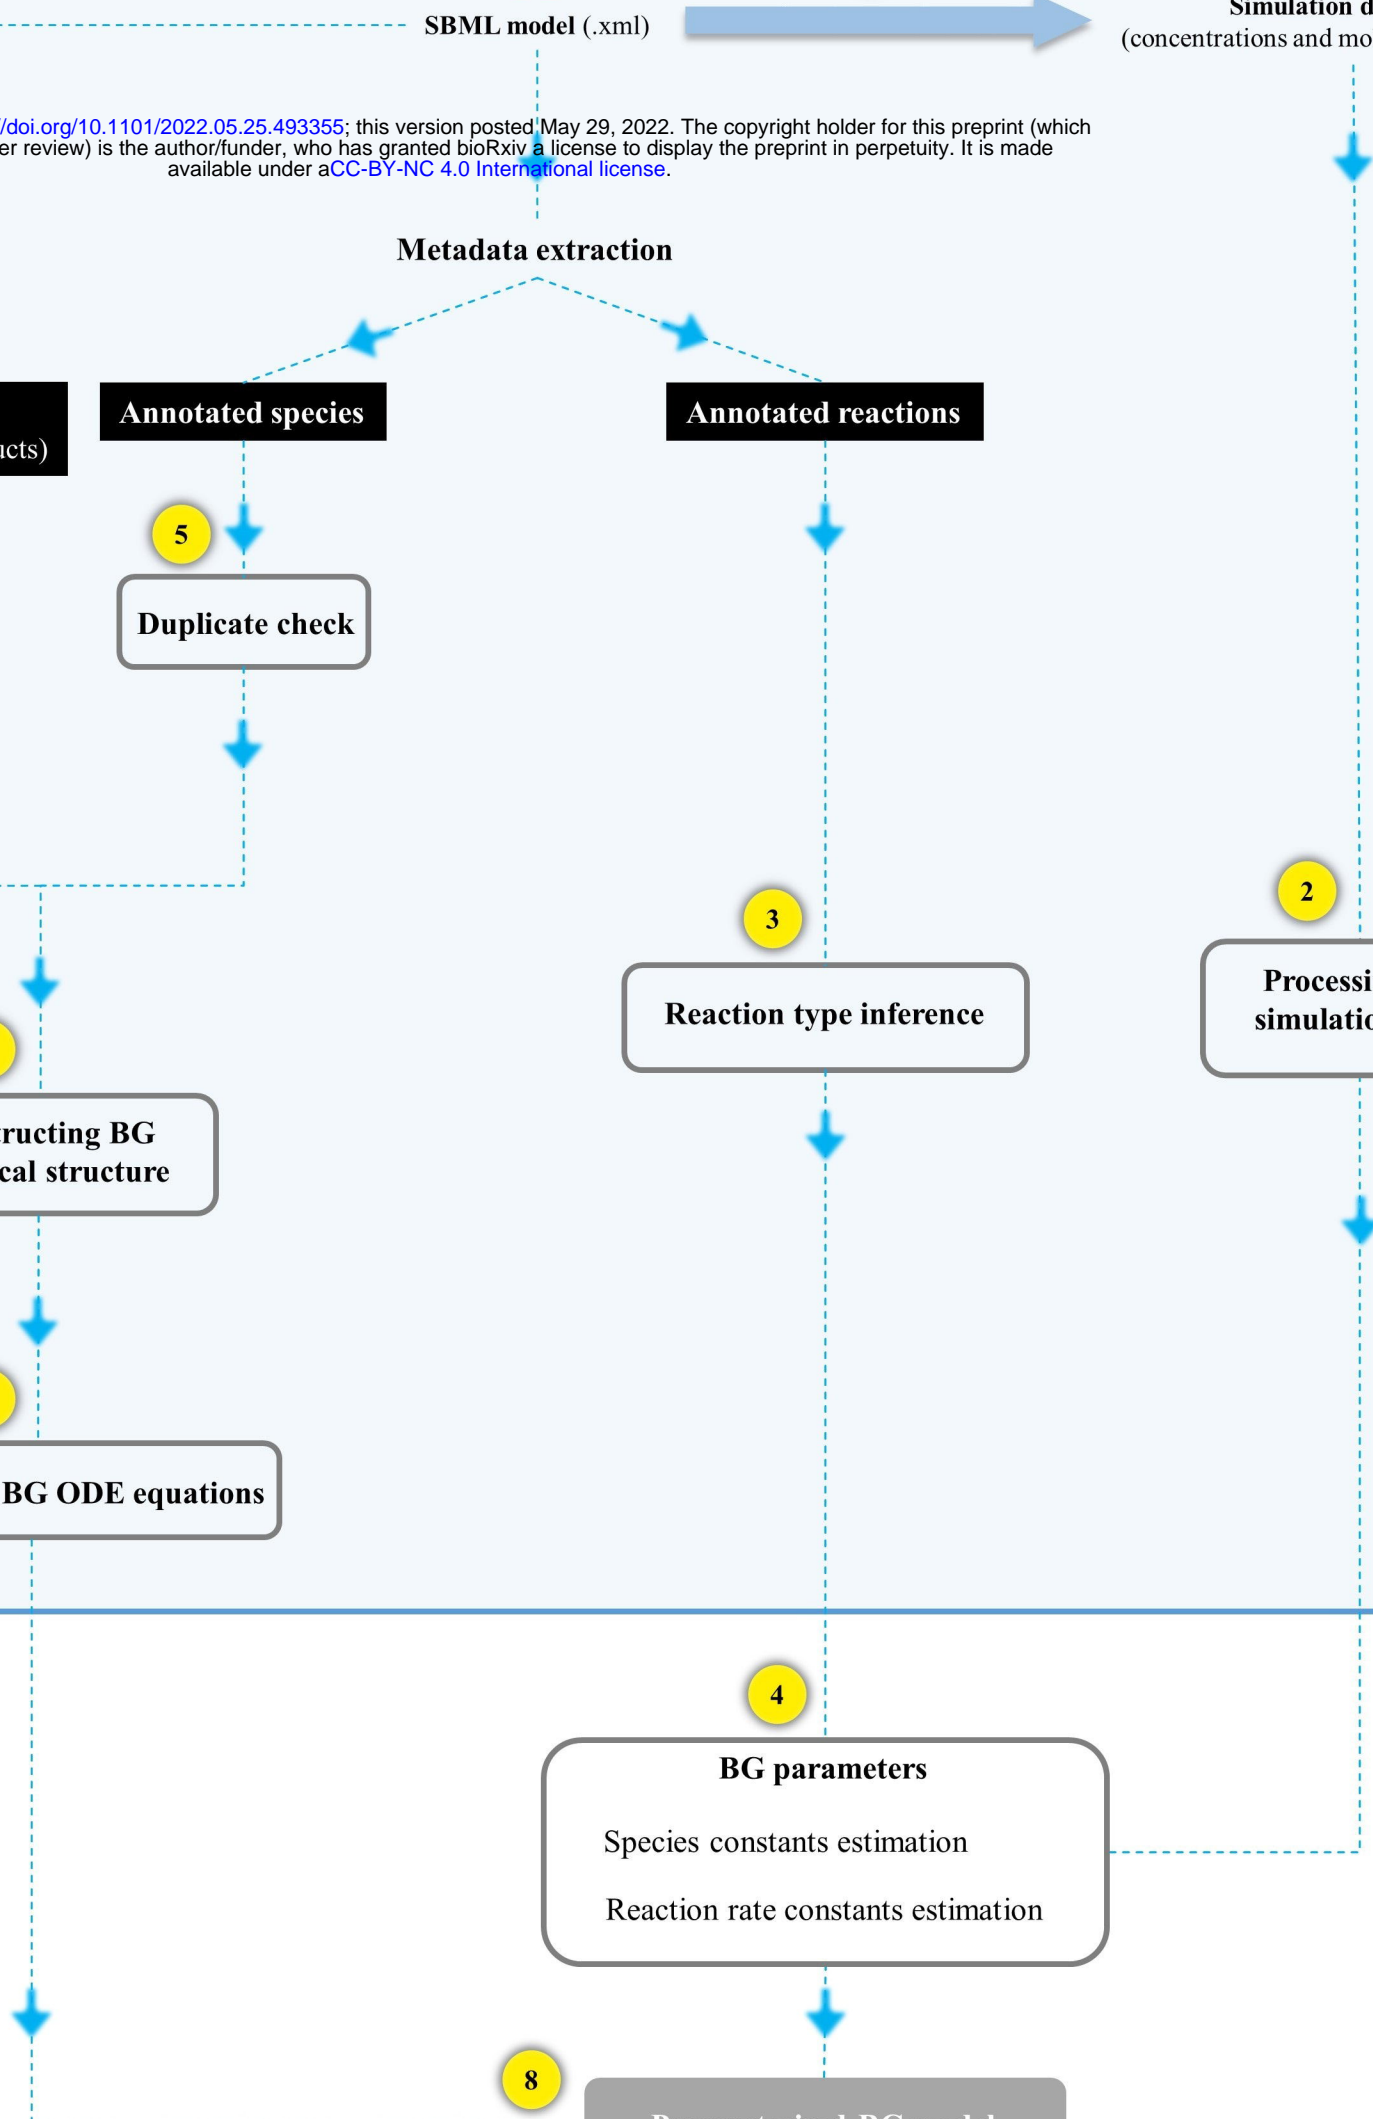 SBML model (.xml)
Simulation
(concentrations and
/doi.org/10.1101/2022.05.25.493355; this version posted May 29, 2022. The copyright holder for this preprint (which
er review) is the author/funder, who has granted bioRxiv a license to display the preprint in perpetuity. It is made
available under aCC-BY-NC 4.0 International license.
Metadata extraction
ucts)
Annotated species
Annotated reactions
5
Duplicate check
2
3
Processi
simulatio
Reaction type inference
tructing BG
cal structure
BG ODE equations
4
BG parameters
Species constants estimation
Reaction rate constants estimation
8